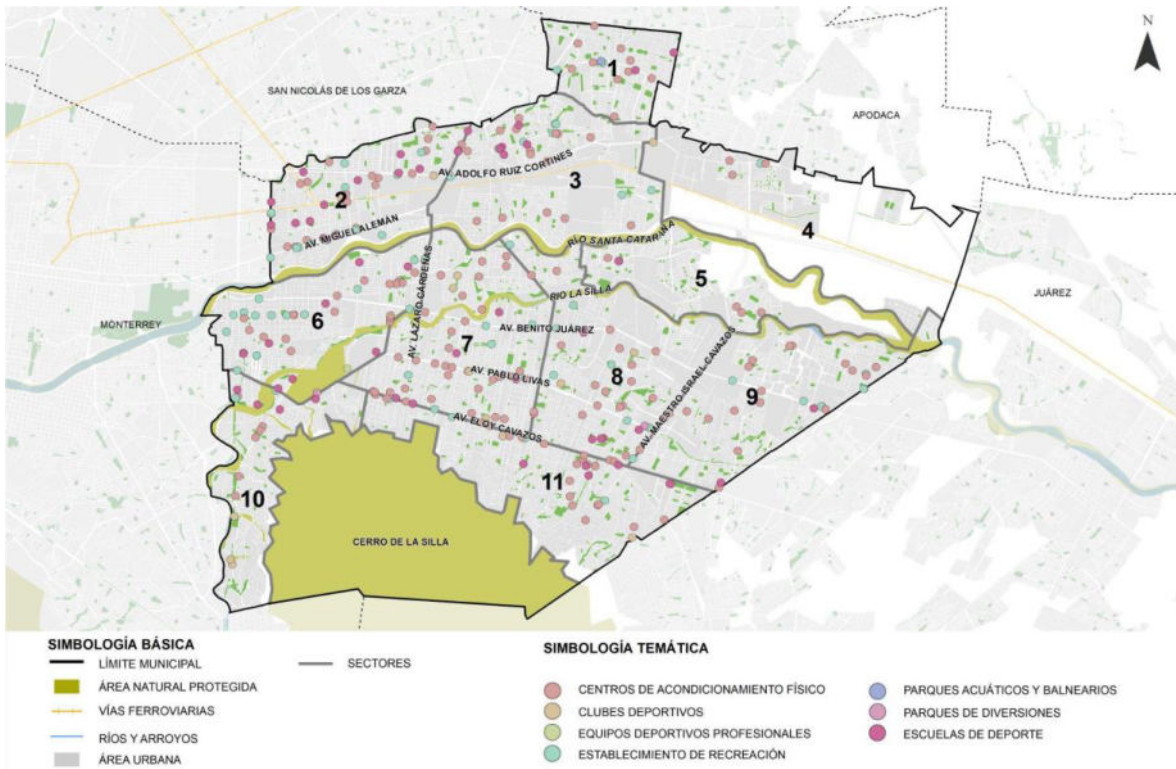 N
1
SAN NICOLÁS DE LOS GARZA
APODACA
AV. ADOLFO RUIZ CORTINES
3
2
AV. MIGUEL ALEMÁN
RÍO SANTA CATARINA
4
AV. LÁZARO CÁRDENAS
5
RIO LA SILLA
JUÁREZ
MONTERREY
6
AV. BENITO JUÁREZ
7
AV. PABLO LIVAS
8
AV. MAESTRO ISRAEL CAVAZOS
9
AV. ELOY CAVAZOS
11
10
CERRO DE LA SILLA
SIMBOLOGÍA BÁSICA
LÍMITE MUNICIPAL
SECTORES
ÁREA NATURAL PROTEGIDA
VÍAS FERROVIARIAS
RÍOS Y ARROYOS
ÁREA URBANA
SIMBOLOGÍA TEMÁTICA
CENTROS DE ACONDICIONAMIENTO FÍSICO
CLUBES DEPORTIVOS
EQUIPOS DEPORTIVOS PROFESIONALES
ESTABLECIMIENTO DE RECREACIÓN
PARQUES ACUÁTICOS Y BALNEARIOS
PARQUES DE DIVERSIONES
ESCUELAS DE DEPORTE